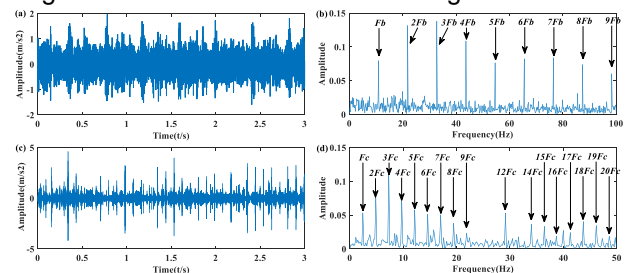 (a)
2
1
0
-1
-2
Amplitude(m/s2)
0 0.5 1 1.5 2 2.5 3
Time(t/s)
(b)
0.15
0.1
0.05
0
Amplitude
Fb 2Fb 3Fb 4Fb 5Fb 6Fb 7Fb 8Fb 9Fb
0 20 40 60 80 100
Frequency(Hz)
(c)
5
0
-5
Amplitude(m/s2)
0 0.5 1 1.5 2 2.5 3
Time(t/s)
(d)
0.15
0.1
0.05
0
Amplitude
Fc 2Fc 3Fc 4Fc 5Fc 6Fc 7Fc 8Fc 9Fc 12Fc 14Fc 15Fc 16Fc 17Fc 18Fc 19Fc 20Fc
0 10 20 30 40 50
Frequency(Hz)